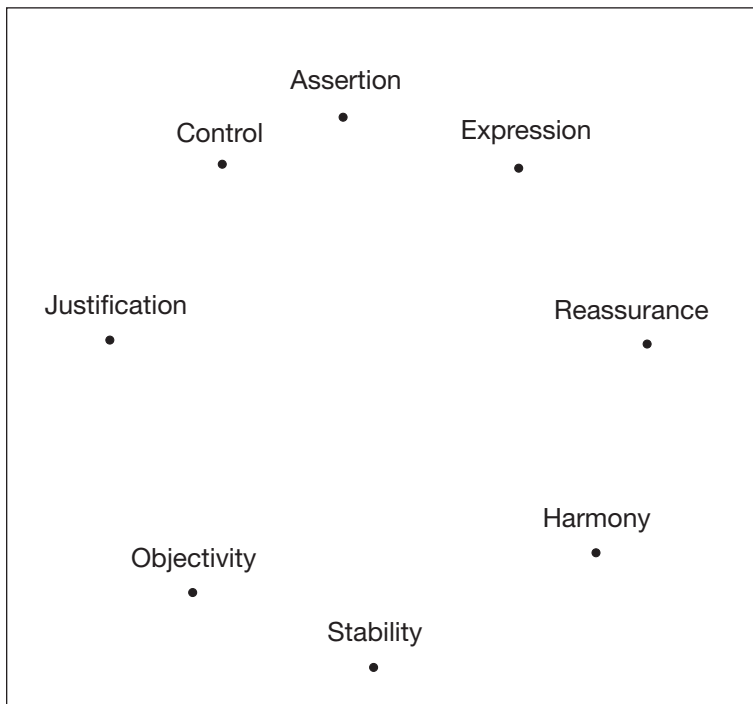 Assertion
Control
Expression
Justification
Reassurance
Harmony
Objectivity
Stability